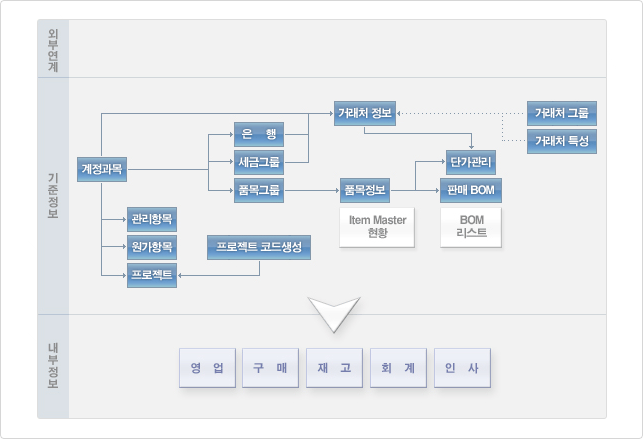 외부연계
기준정보
거래처 정보
거래처 그룹
은 행
거래처 특성
계정과목
세금그룹
단가관리
품목그룹
품목정보
판매 BOM
관리항목
Item Master
현황
BOM
리스트
원가항목
프로젝트 코드생성
프로젝트
내부정보
영 업
구 매
재 고
회 계
인 사